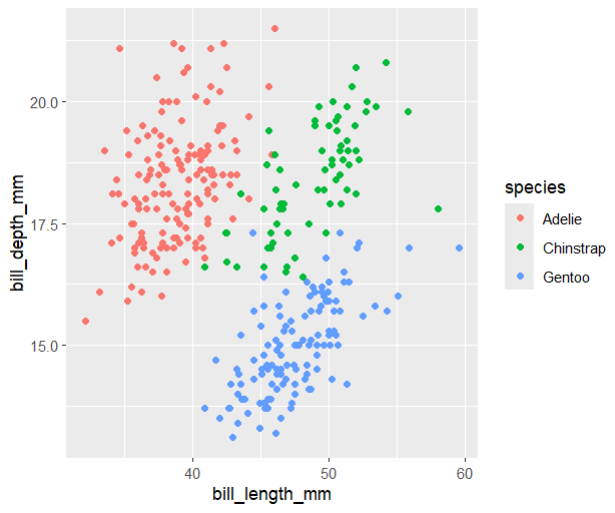 bill_depth_mm
20.0
17.5
15.0
40
50
60
bill_length_mm
species
Adelie
Chinstrap
Gentoo